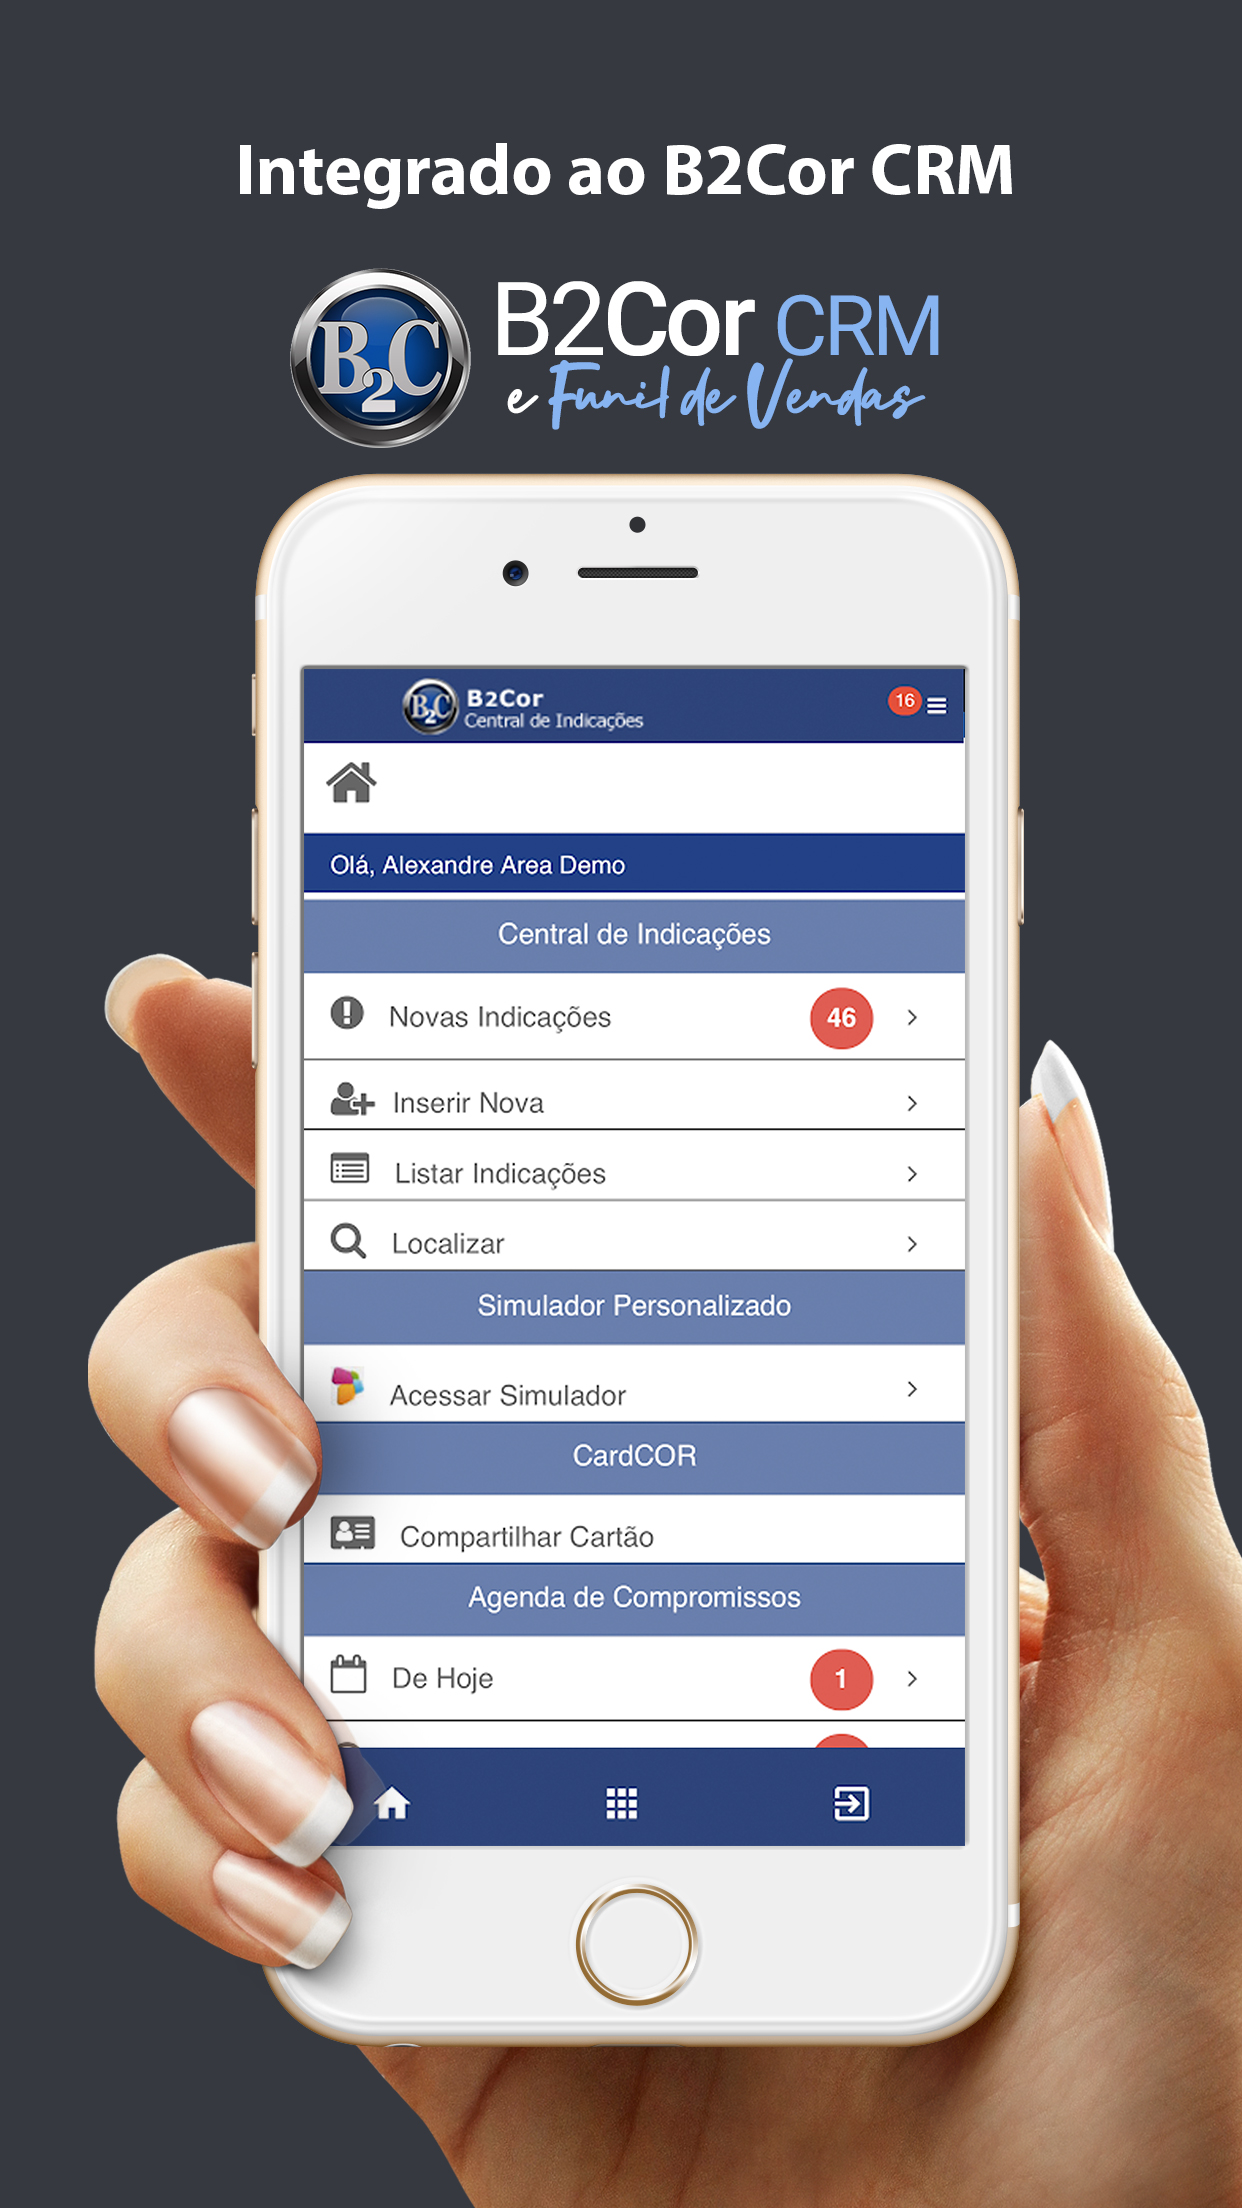 Integrado ao B2Cor CRM
B2C
B2Cor CRM
e Funil de Vendas
B2C
B2Cor
Central de Indicações
16
Olá, Alexandre Area Demo
Central de Indicações
Novas Indicações 46
Inserir Nova
Listar Indicações
Localizar
Simulador Personalizado
Acessar Simulador
CardCOR
Compartilhar Cartão
Agenda de Compromissos
De Hoje 1